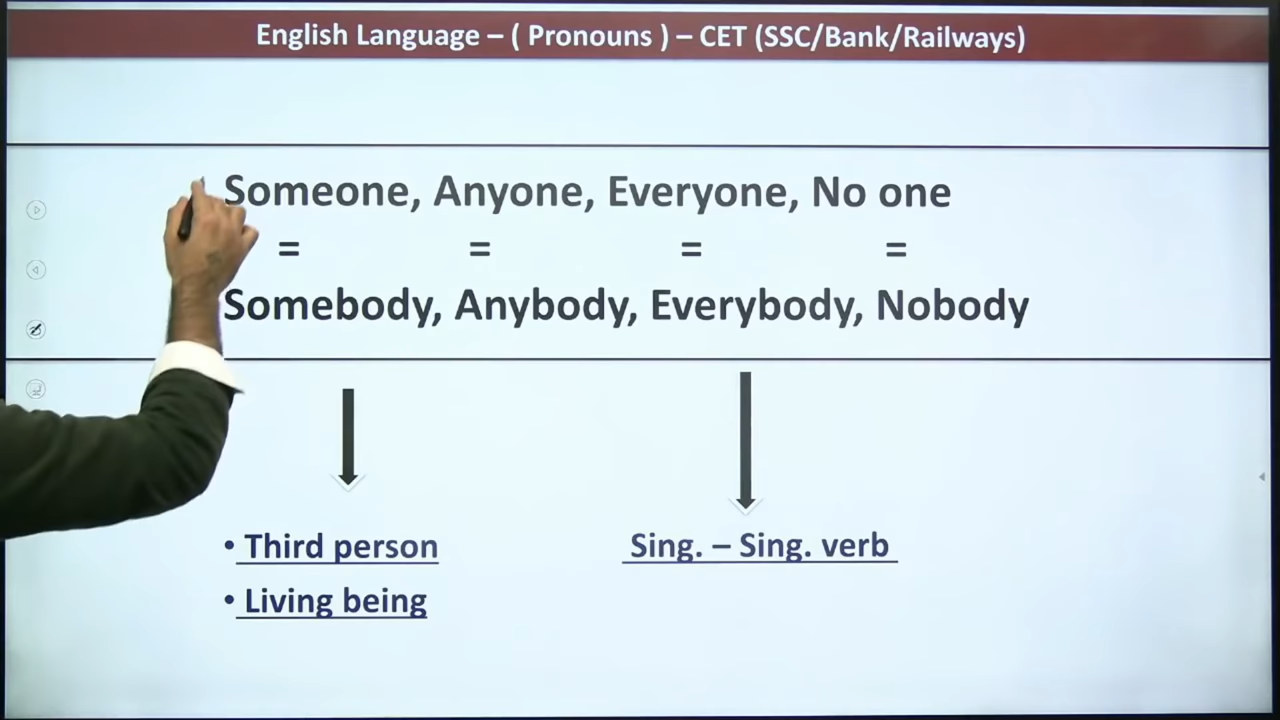 English Language – ( Pronouns ) – CET (SSC/Bank/Railways)
Someone, Anyone, Everyone, No one
= = = =
Somebody, Anybody, Everybody, Nobody
• Third person
Sing. – Sing. verb
• Living being